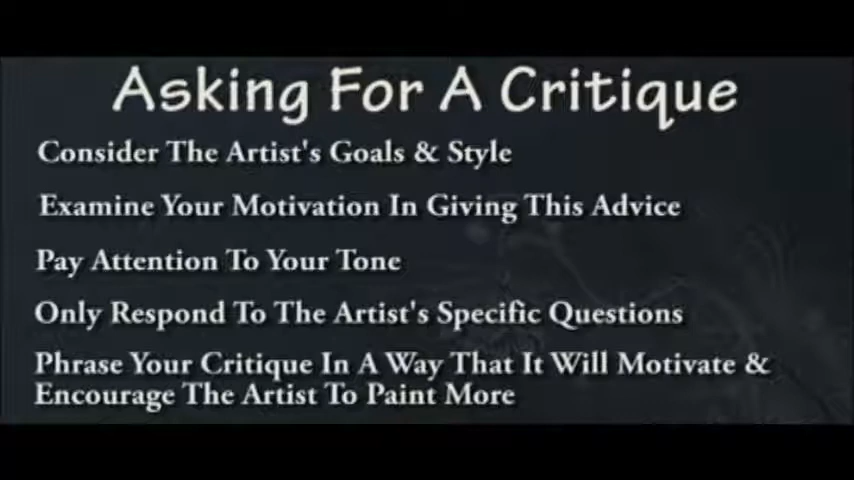 Asking For A Critique
Consider The Artist's Goals & Style
Examine Your Motivation In Giving This Advice
Pay Attention To Your Tone
Only Respond To The Artist's Specific Questions
Phrase Your Critique In A Way That It Will Motivate &
Encourage The Artist To Paint More